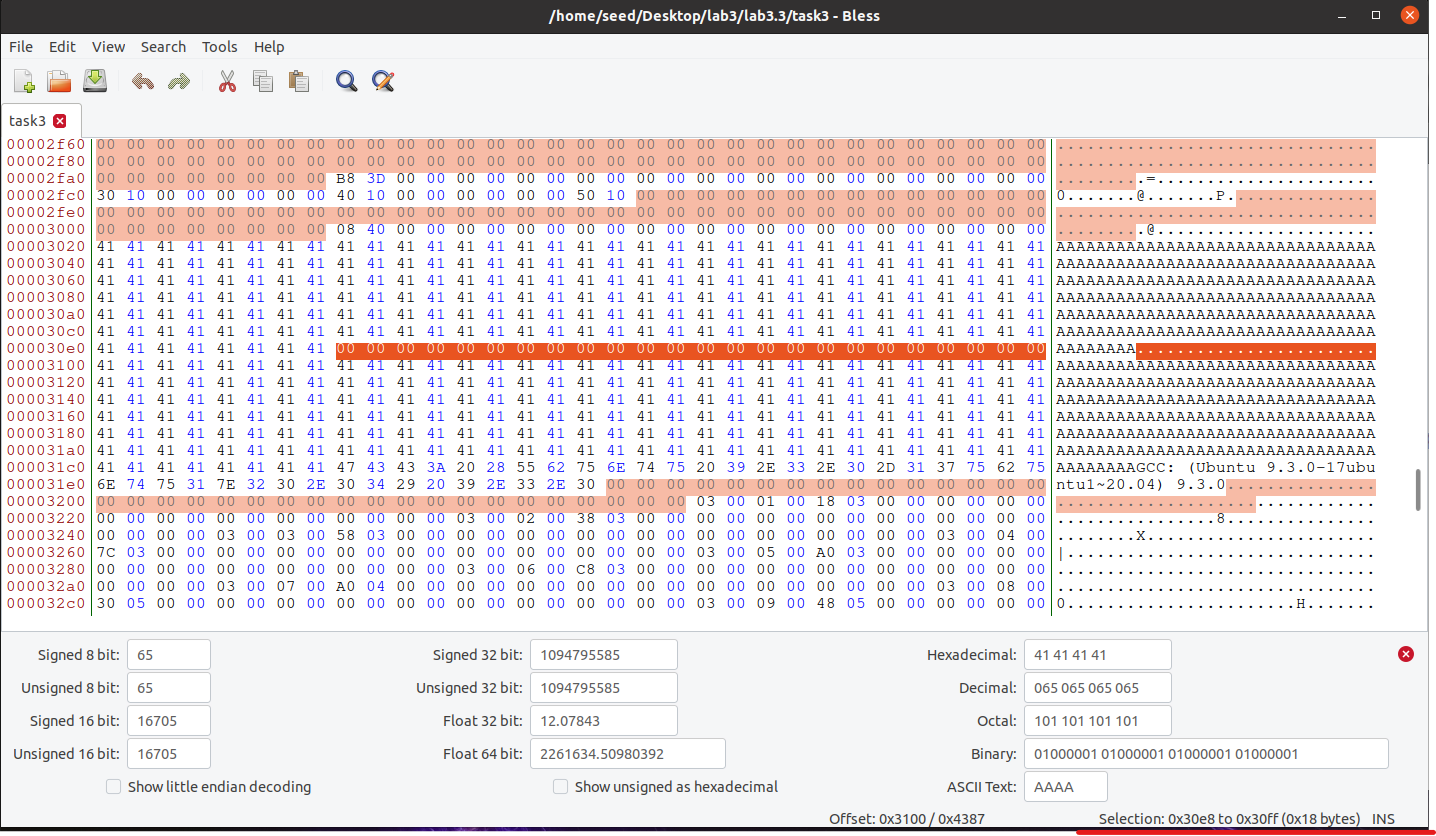 /home/seed/Desktop/lab3/lab3.3/task3 - Bless
File Edit View Search Tools Help
task3
00002f60 00 00 00 00 00 00 00 00 00 00 00 00 00 00 00 00 00 00 00 00 00 00 00 00 00 00 00 00 00 00 00 00 ................................
00002f80 00 00 00 00 00 00 00 00 00 00 00 00 00 00 00 00 00 00 00 00 00 00 00 00 00 00 00 00 00 00 00 00 ................................
00002fa0 00 00 00 00 00 00 00 00 B8 3D 00 00 00 00 00 00 00 00 00 00 00 00 00 00 00 00 00 00 00 00 00 00 .........=......................
00002fc0 30 10 00 00 00 00 00 00 40 10 00 00 00 00 00 00 50 10 00 00 00 00 00 00 00 00 00 00 00 00 00 00 0.......@.......P...............
00002fe0 00 00 00 00 00 00 00 00 00 00 00 00 00 00 00 00 00 00 00 00 00 00 00 00 00 00 00 00 00 00 00 00 ................................
00003000 00 00 00 00 00 00 00 00 08 40 00 00 00 00 00 00 00 00 00 00 00 00 00 00 00 00 00 00 00 00 00 00 .........@......................
00003020 41 41 41 41 41 41 41 41 41 41 41 41 41 41 41 41 41 41 41 41 41 41 41 41 41 41 41 41 41 41 41 41 AAAAAAAAAAAAAAAAAAAAAAAAAAAAAAAA
00003040 41 41 41 41 41 41 41 41 41 41 41 41 41 41 41 41 41 41 41 41 41 41 41 41 41 41 41 41 41 41 41 41 AAAAAAAAAAAAAAAAAAAAAAAAAAAAAAAA
00003060 41 41 41 41 41 41 41 41 41 41 41 41 41 41 41 41 41 41 41 41 41 41 41 41 41 41 41 41 41 41 41 41 AAAAAAAAAAAAAAAAAAAAAAAAAAAAAAAA
00003080 41 41 41 41 41 41 41 41 41 41 41 41 41 41 41 41 41 41 41 41 41 41 41 41 41 41 41 41 41 41 41 41 AAAAAAAAAAAAAAAAAAAAAAAAAAAAAAAA
000030a0 41 41 41 41 41 41 41 41 41 41 41 41 41 41 41 41 41 41 41 41 41 41 41 41 41 41 41 41 41 41 41 41 AAAAAAAAAAAAAAAAAAAAAAAAAAAAAAAA
000030c0 41 41 41 41 41 41 41 41 41 41 41 41 41 41 41 41 41 41 41 41 41 41 41 41 41 41 41 41 41 41 41 41 AAAAAAAAAAAAAAAAAAAAAAAAAAAAAAAA
000030e0 41 41 41 41 41 41 41 41 00 00 00 00 00 00 00 00 00 00 00 00 00 00 00 00 00 00 00 00 00 00 00 00 AAAAAAAA........................
00003100 41 41 41 41 41 41 41 41 41 41 41 41 41 41 41 41 41 41 41 41 41 41 41 41 41 41 41 41 41 41 41 41 AAAAAAAAAAAAAAAAAAAAAAAAAAAAAAAA
00003120 41 41 41 41 41 41 41 41 41 41 41 41 41 41 41 41 41 41 41 41 41 41 41 41 41 41 41 41 41 41 41 41 AAAAAAAAAAAAAAAAAAAAAAAAAAAAAAAA
00003140 41 41 41 41 41 41 41 41 41 41 41 41 41 41 41 41 41 41 41 41 41 41 41 41 41 41 41 41 41 41 41 41 AAAAAAAAAAAAAAAAAAAAAAAAAAAAAAAA
00003160 41 41 41 41 41 41 41 41 41 41 41 41 41 41 41 41 41 41 41 41 41 41 41 41 41 41 41 41 41 41 41 41 AAAAAAAAAAAAAAAAAAAAAAAAAAAAAAAA
00003180 41 41 41 41 41 41 41 41 41 41 41 41 41 41 41 41 41 41 41 41 41 41 41 41 41 41 41 41 41 41 41 41 AAAAAAAAAAAAAAAAAAAAAAAAAAAAAAAA
000031a0 41 41 41 41 41 41 41 41 41 41 41 41 41 41 41 41 41 41 41 41 41 41 41 41 41 41 41 41 41 41 41 41 AAAAAAAAAAAAAAAAAAAAAAAAAAAAAAAA
000031c0 41 41 41 41 41 41 41 41 47 43 43 3A 20 28 55 62 75 6E 74 75 20 39 2E 33 2E 30 2D 31 37 75 62 75 AAAAAAAAGCC: (Ubuntu 9.3.0-17ubu
000031e0 6E 74 75 31 7E 32 30 2E 30 34 29 20 39 2E 33 2E 30 00 00 00 00 00 00 00 00 00 00 00 00 00 00 00 ntu1~20.04) 9.3.0...............
00003200 00 00 00 00 00 00 00 00 00 00 00 00 00 00 00 00 00 00 00 00 03 00 01 00 18 03 00 00 00 00 00 00 ................................
00003220 00 00 00 00 00 00 00 00 00 00 00 00 03 00 02 00 38 03 00 00 00 00 00 00 00 00 00 00 00 00 00 00 ................8...............
00003240 00 00 00 00 03 00 03 00 58 03 00 00 00 00 00 00 00 00 00 00 00 00 00 00 00 00 00 00 03 00 04 00 ........X.......................
00003260 7C 03 00 00 00 00 00 00 00 00 00 00 00 00 00 00 00 00 00 00 03 00 05 00 A0 03 00 00 00 00 00 00 |...............................
00003280 00 00 00 00 00 00 00 00 00 00 00 00 03 00 06 00 C8 03 00 00 00 00 00 00 00 00 00 00 00 00 00 00 ................................
000032a0 00 00 00 00 03 00 07 00 A0 04 00 00 00 00 00 00 00 00 00 00 00 00 00 00 00 00 00 00 03 00 08 00 ................................
000032c0 30 05 00 00 00 00 00 00 00 00 00 00 00 00 00 00 00 00 00 00 03 00 09 00 48 05 00 00 00 00 00 00 0.......................H.......
Signed 8 bit: 65 Signed 32 bit: 1094795585 Hexadecimal: 41 41 41 41
Unsigned 8 bit: 65 Unsigned 32 bit: 1094795585 Decimal: 065 065 065 065
Signed 16 bit: 16705 Float 32 bit: 12.07843 Octal: 101 101 101 101
Unsigned 16 bit: 16705 Float 64 bit: 2261634.50980392 Binary: 01000001 01000001 01000001 01000001
Show little endian decoding Show unsigned as hexadecimal ASCII Text: AAAA
Offset: 0x3100 / 0x4387 Selection: 0x30e8 to 0x30ff (0x18 bytes) INS